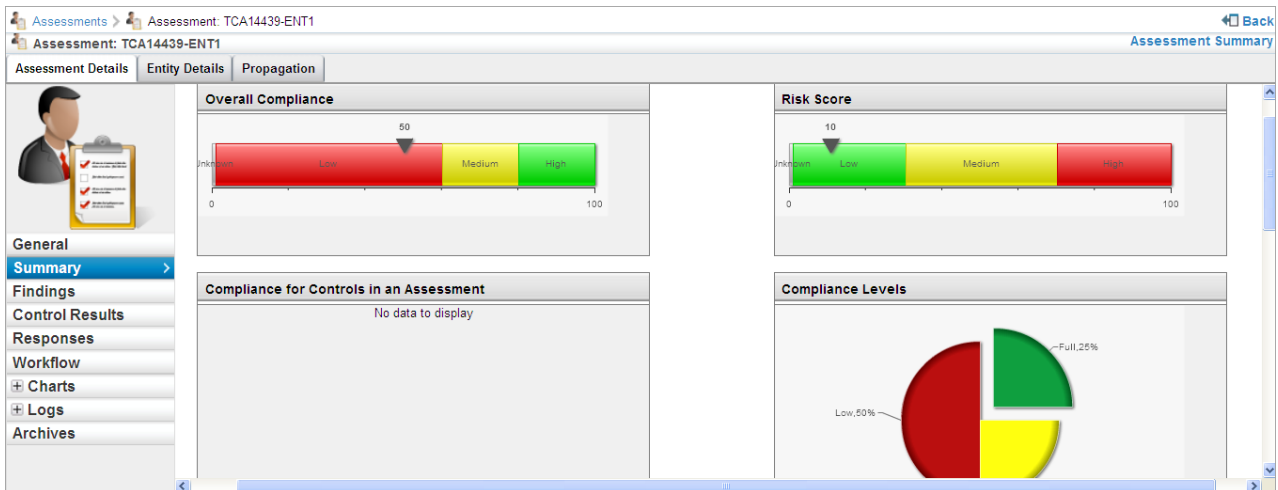 Assessments > Assessment: TCA14439-ENT1
Back
Assessment: TCA14439-ENT1
Assessment Summary
Assessment Details
Entity Details
Propagation
General
Summary
Findings
Control Results
Responses
Workflow
Charts
Logs
Archives
Overall Compliance
50
Low
Medium
High
0
100
Risk Score
10
Unknown
Low
Medium
High
0
100
Compliance for Controls in an Assessment
No data to display
Compliance Levels
Full,25%
Low,50%